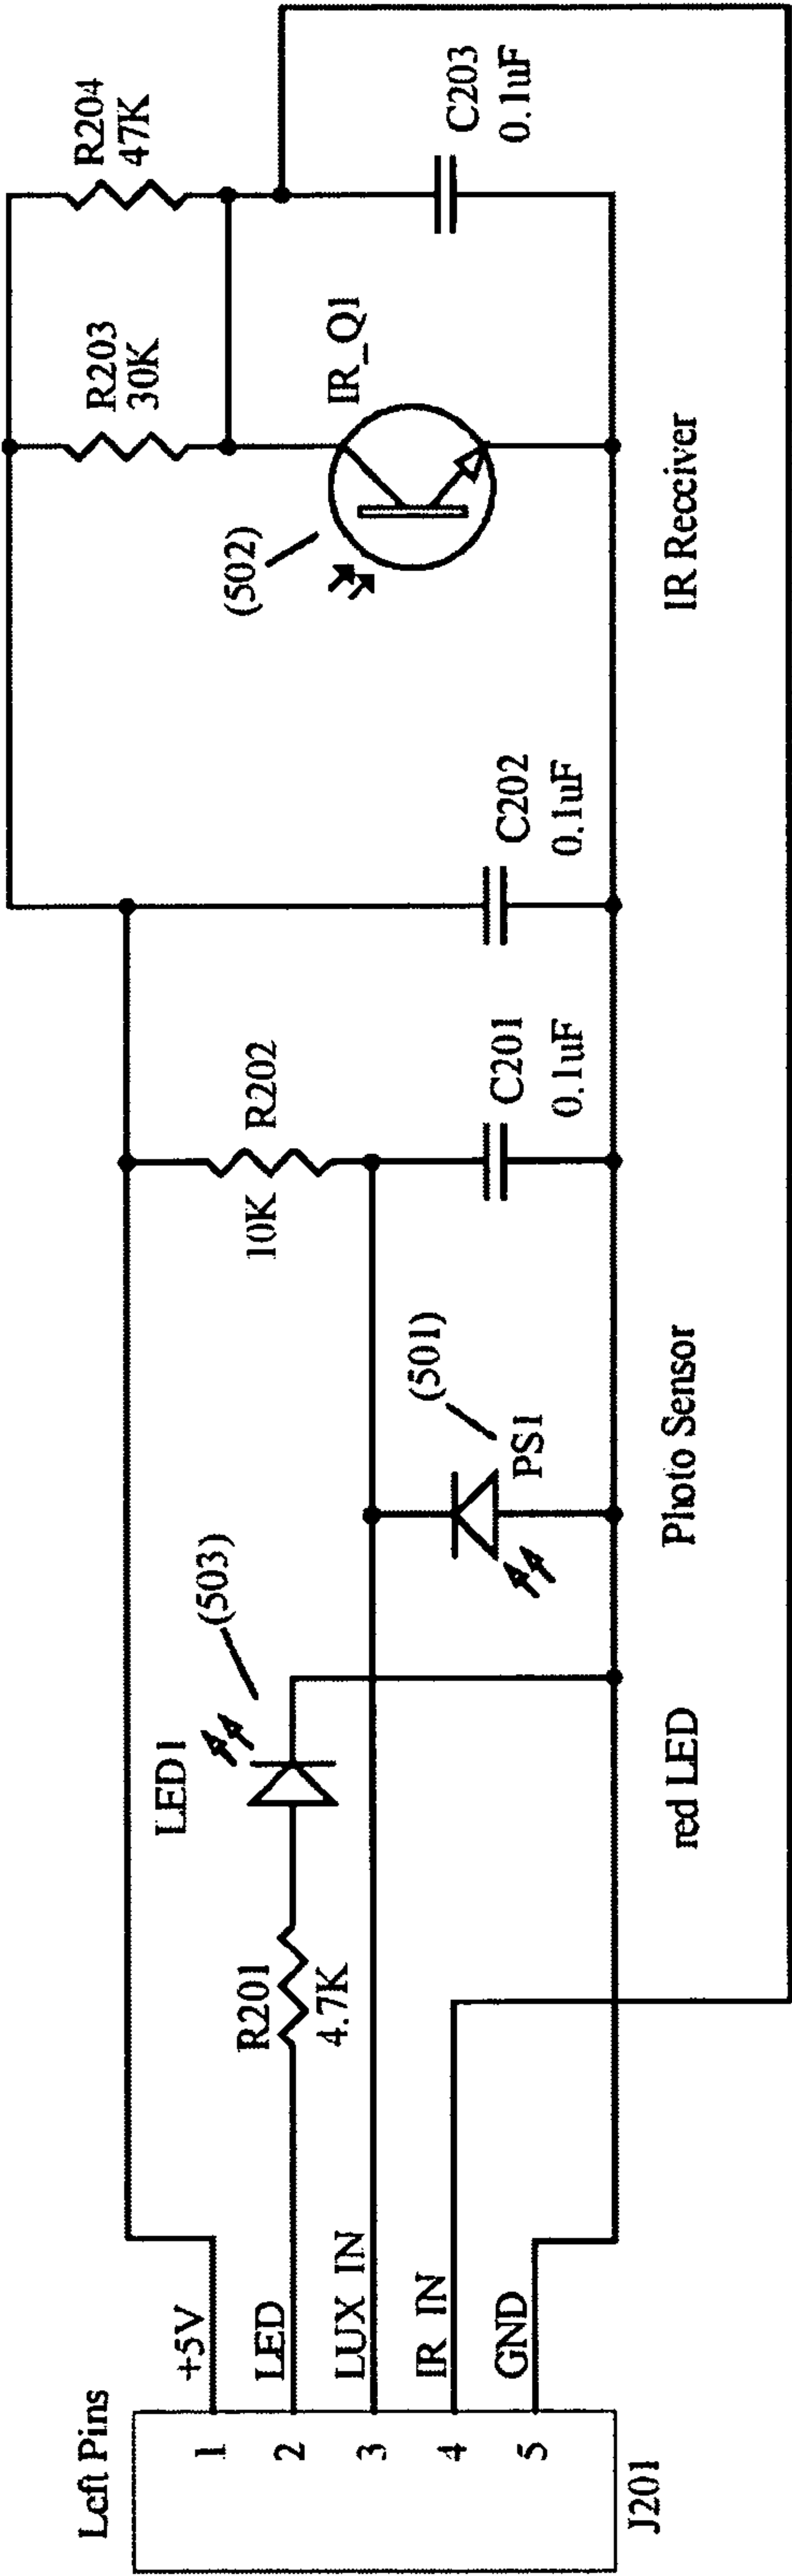 Left Pins
J201
1
2
3
4
5
+5V
LED
LUX IN
IR IN
GND
R201
4.7K
LED1
(503)
red LED
(501)
PS1
Photo Sensor
10K
R202
C201
0.1uF
C202
0.1uF
(502)
IR_Q1
IR Receiver
R203
30K
R204
47K
C203
0.1uF